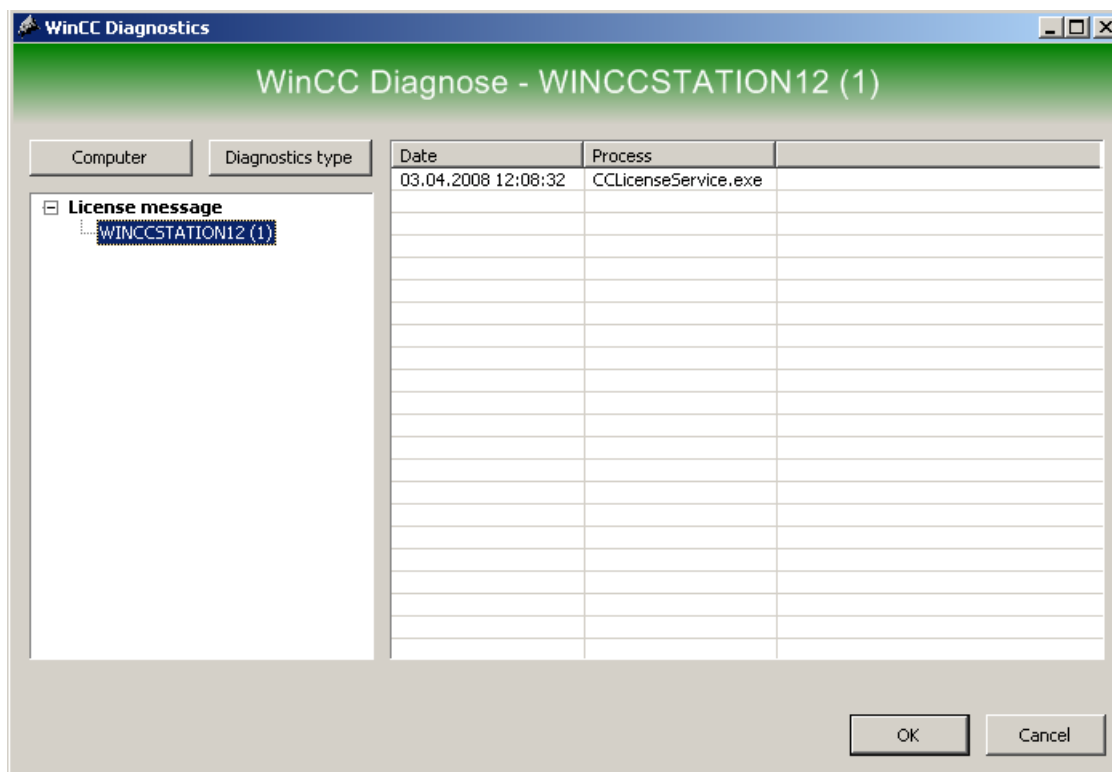 WinCC Diagnostics
WinCC Diagnose - WINCCSTATION12 (1)
Computer
Diagnostics type
Date
Process
License message
03.04.2008 12:08:32
CCLicenseService.exe
WINCCSTATION12 (1)
OK
Cancel